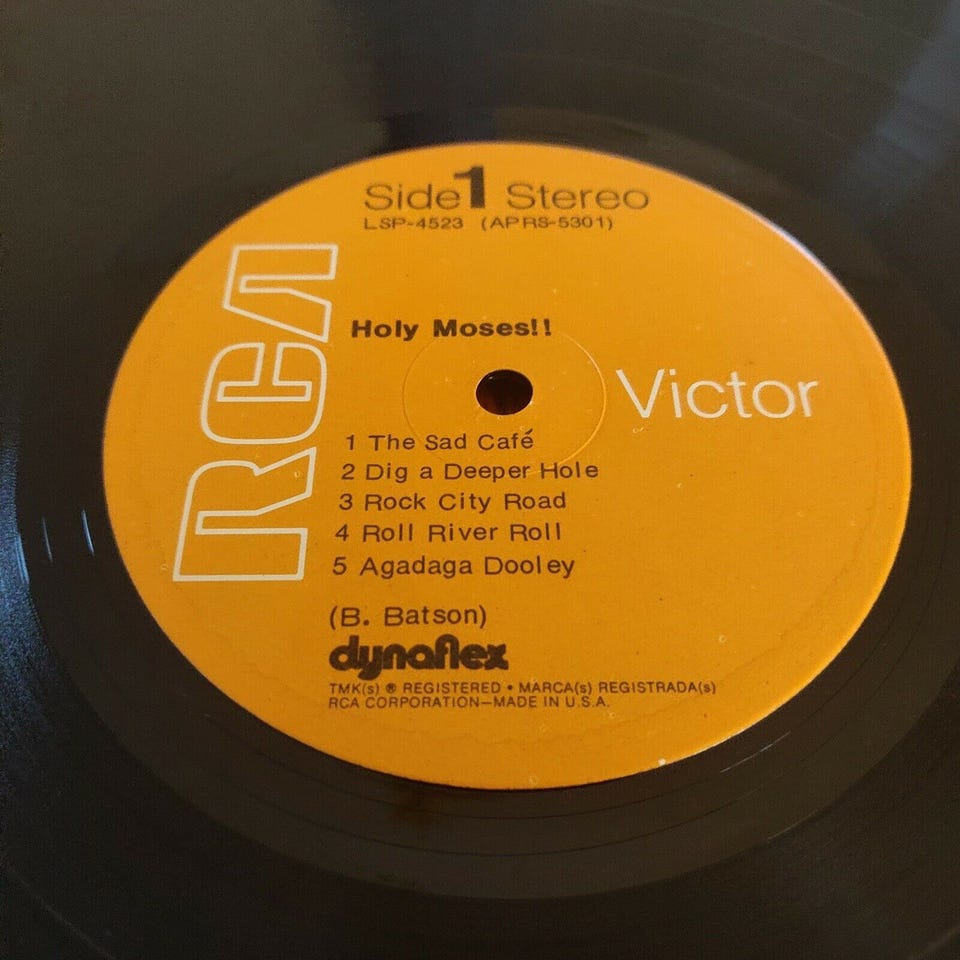 Side 1 Stereo
LSP-4523 (APRS-5301)
RCA
Holy Moses!!
Victor
1 The Sad Café
2 Dig a Deeper Hole
3 Rock City Road
4 Roll River Roll
5 Agadaga Dooley
(B. Batson)
dynaflex
TMK(s) ® REGISTERED • MARCA(s) REGISTRADA(s)
RCA CORPORATION—MADE IN U.S.A.